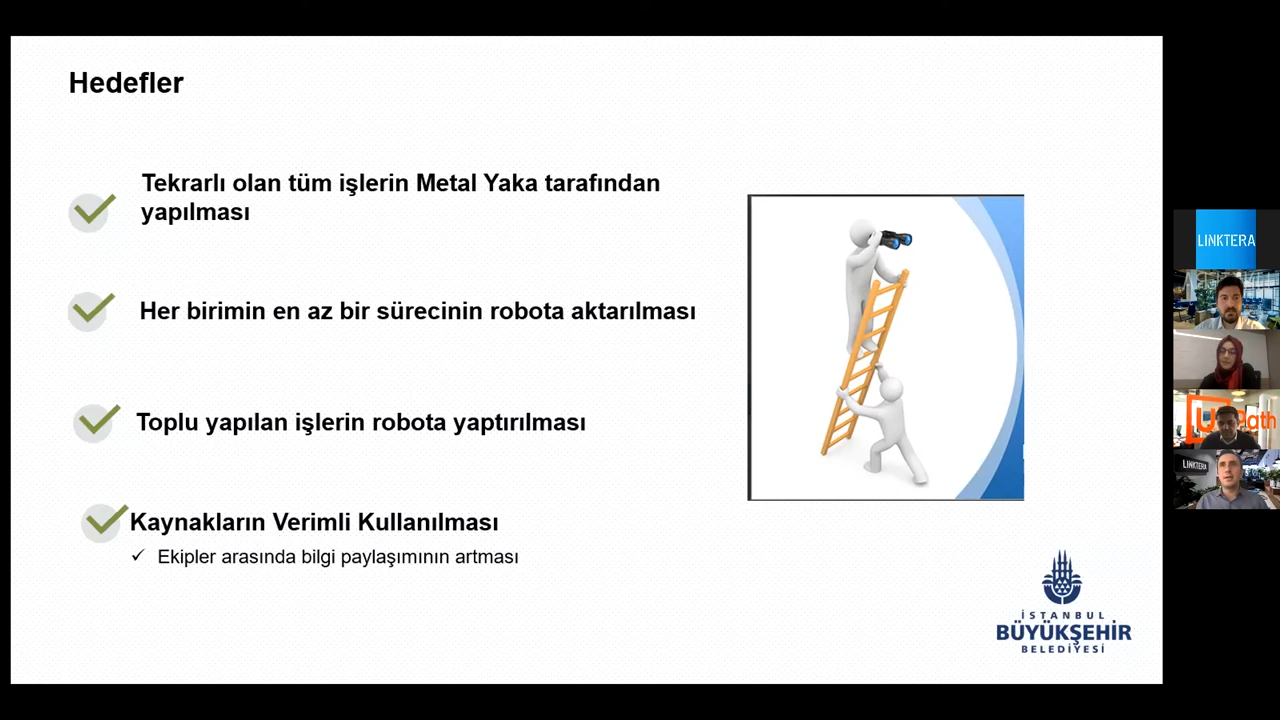 Hedefler
Tekrarlı olan tüm işlerin Metal Yaka tarafından
yapılması
Her birimin en az bir sürecinin robota aktarılması
Toplu yapılan işlerin robota yaptırılması
Kaynakların Verimli Kullanılması
Ekipler arasında bilgi paylaşımının artması
İSTANBUL
BÜYÜKŞEHİR
BELEDİYESİ
LINKTERA
Path
LINKTERA